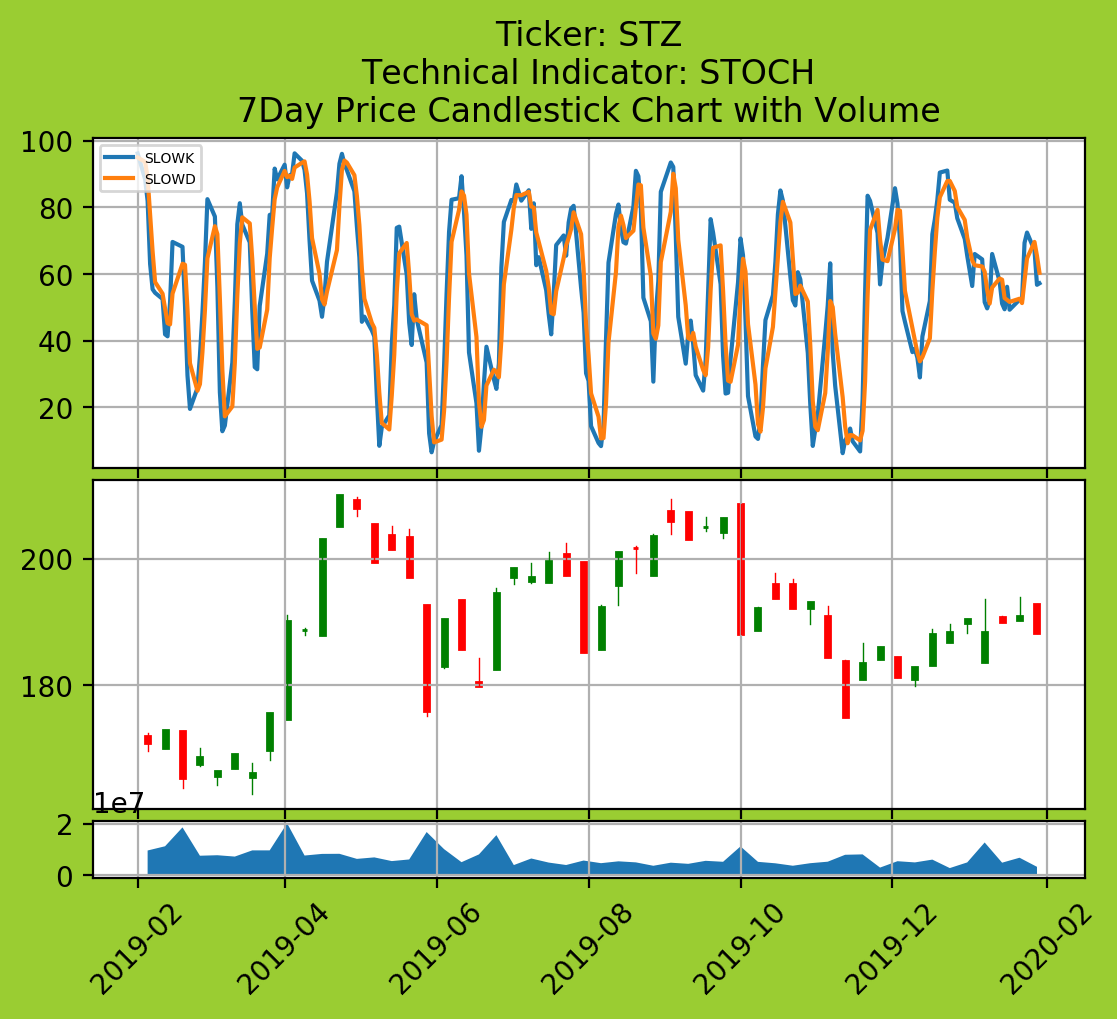 Ticker: STZ
Technical Indicator: STOCH
7Day Price Candlestick Chart with Volume
100
SLOWK
SLOWD
80
60
40
20
200
180
1e7
2
0
2019-02
2019-04
2019-06
2019-08
2019-10
2019-12
2020-02